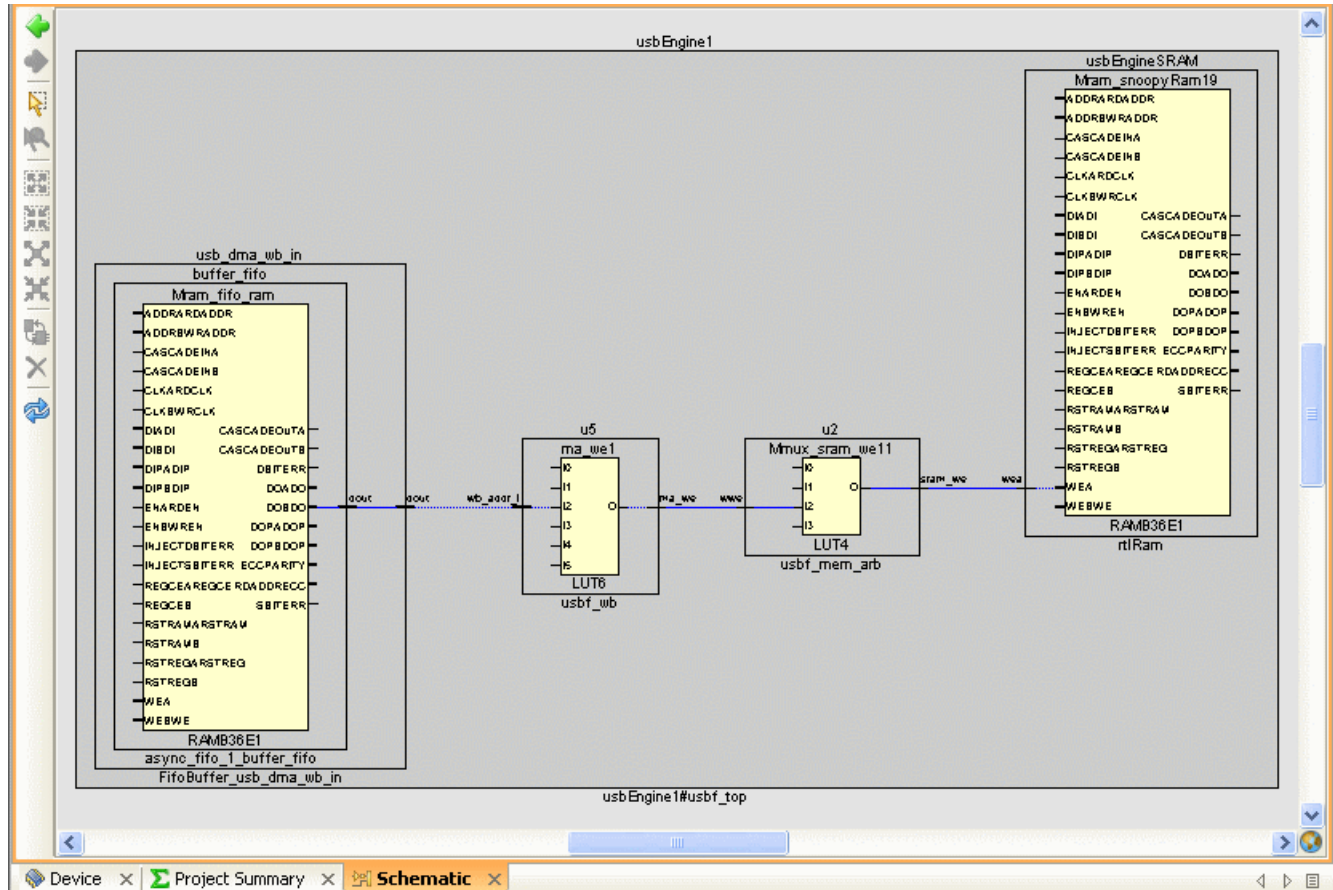 usbEngine1
usbEngineSRAM
Mram_snoopyRam19
ADDRARDADDR
ADDRBWRADDR
CASCADEINA
CASCADEINB
CLKARDCLK
CLKBWRCLK
DIADI CASCADEOUTA
DIBDI CASCADEOUTB
DIPADIP DBITERR
DIPBDIP DOADO
ENARDEN DOBDO
ENBWREN DOPADOP
INJECTDBITERR DOPBDOP
INJECTSBITERR ECCPARITY
REGCEAREGCE RDADDRECC
REGCEB SBITERR
RSTRAMARSTRAM
RSTRAMB
RSTREGARSTREG
RSTREGB
WEA
WEBWE
RAMB36E1
rtlRam
usb_dma_wb_in
buffer_fifo
Mram_fifo_ram
ADDRARDADDR
ADDRBWRADDR
CASCADEINA
CASCADEINB
CLKARDCLK
CLKBWRCLK
DIADI CASCADEOUTA
DIBDI CASCADEOUTB
DIPADIP DBITERR
DIPBDIP DOADO
ENARDEN DOBDO
ENBWREN DOPADOP
INJECTDBITERR DOPBDOP
INJECTSBITERR ECCPARITY
REGCEAREGCE RDADDRECC
REGCEB SBITERR
RSTRAMARSTRAM
RSTRAMB
RSTREGARSTREG
RSTREGB
WEA
WEBWE
RAMB36E1
async_fifo_1_buffer_fifo
FifoBuffer_usb_dma_wb_in
dout
dout
wb_addr_i
u5
ma_we1
I0
I1
I2 O
I3
I4
I5
LUT6
usbf_wb
ma_we
wwe
u2
Mmux_sram_we11
I0
I1 O
I2
I3
LUT4
usbf_mem_arb
sram_we
wea
usbEngine1#usbf_top
Device
Project Summary
Schematic